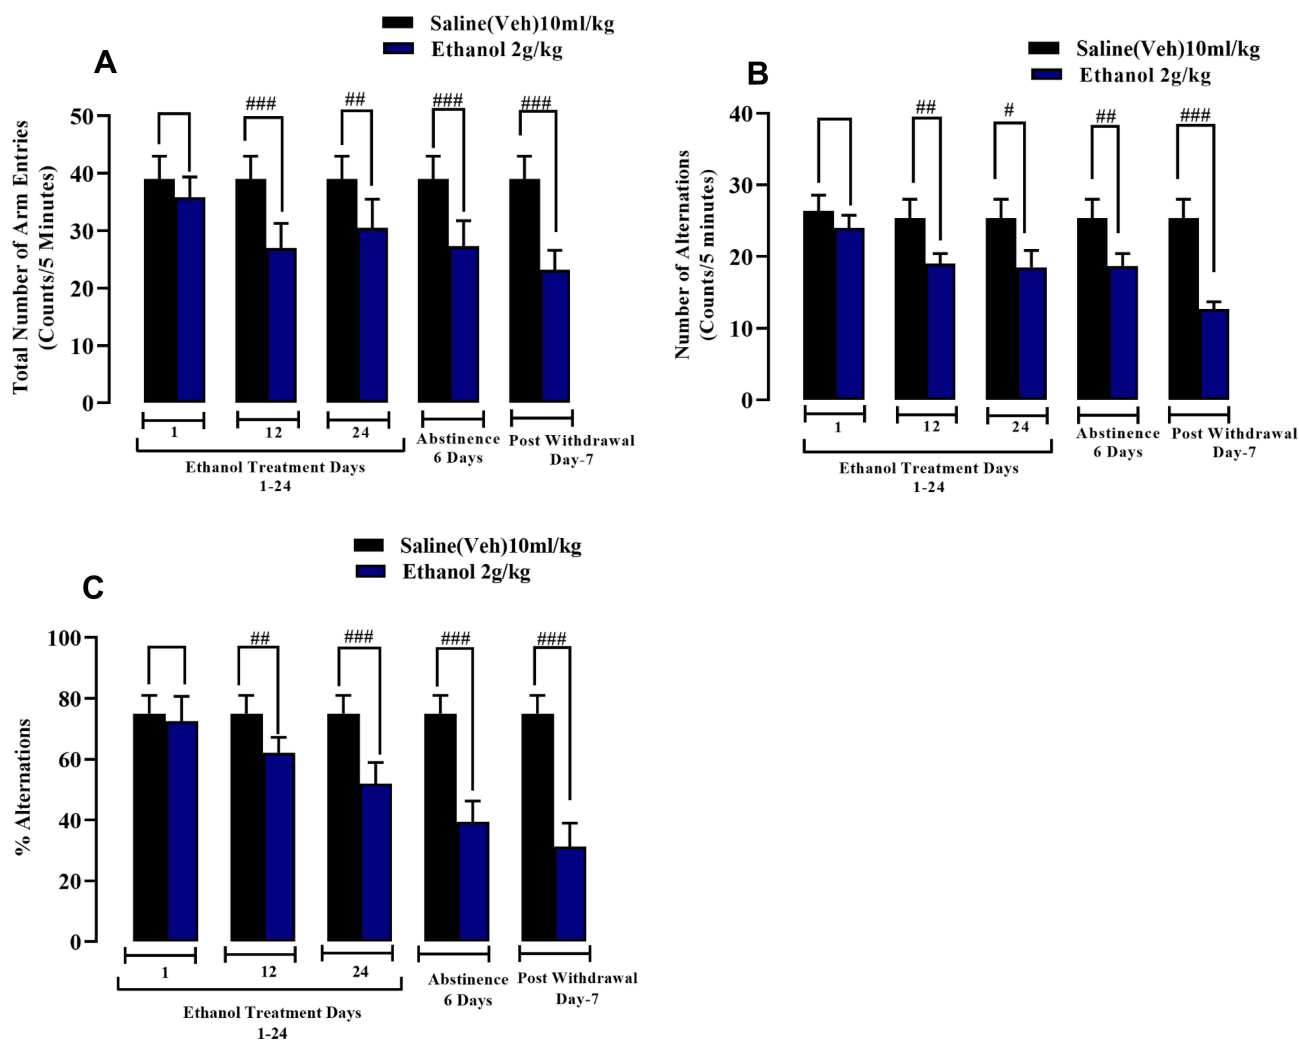 Saline(Veh)10ml/kg
Ethanol 2g/kg
A
Total Number of Arm Entries
(Counts/5 Minutes)
50
40
30
20
10
0
###
##
###
###
1
12
24
Abstinence
6 Days
Post Withdrawal
Day-7
Ethanol Treatment Days
1-24
Saline(Veh)10ml/kg
Ethanol 2g/kg
B
Number of Alternations
(Counts/5 minutes)
40
30
20
10
0
##
#
##
###
1
12
24
Abstinence
6 Days
Post Withdrawal
Day-7
Ethanol Treatment Days
1-24
Saline(Veh)10ml/kg
Ethanol 2g/kg
C
% Alternations
100
80
60
40
20
0
##
###
###
###
1
12
24
Abstinence
6 Days
Post Withdrawal
Day-7
Ethanol Treatment Days
1-24